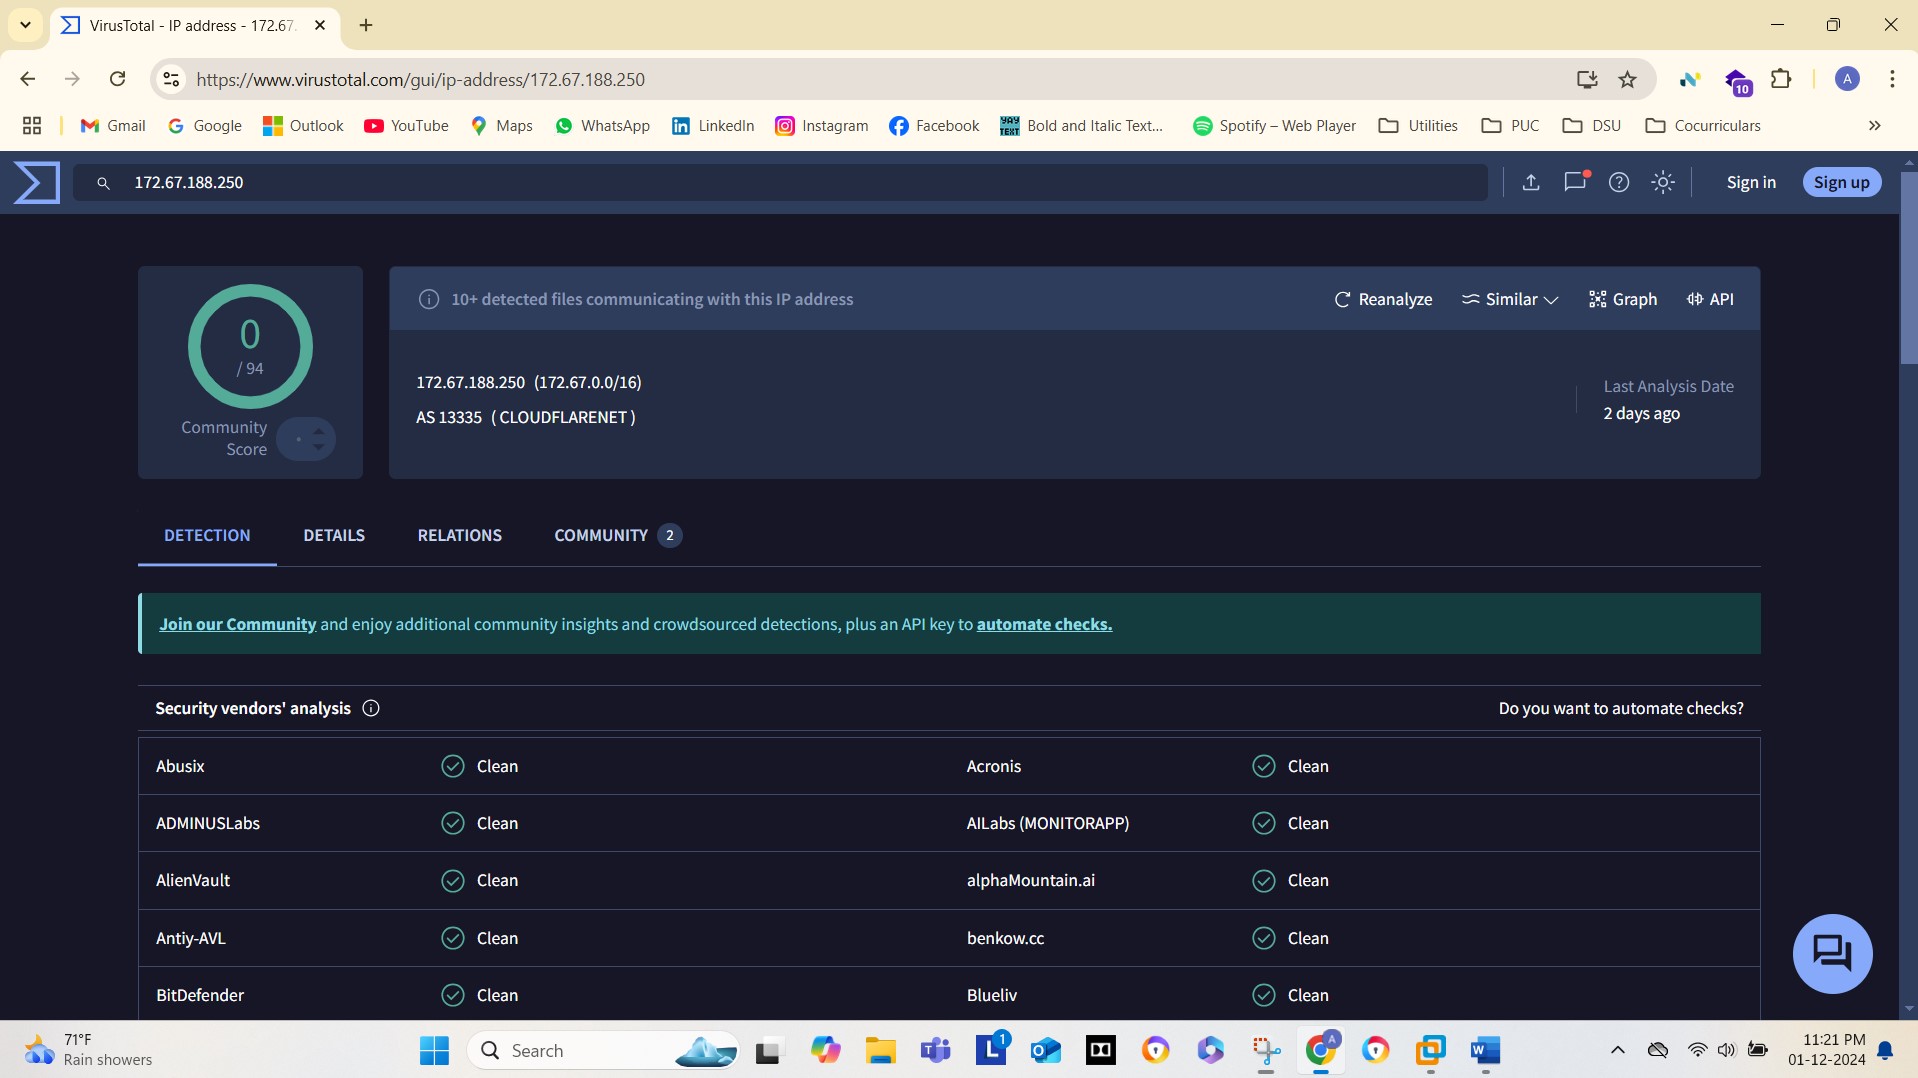 VirusTotal - IP address - 172.67.
https://www.virustotal.com/gui/ip-address/172.67.188.250
10
A
Gmail Google Outlook YouTube Maps WhatsApp LinkedIn Instagram Facebook YAY TEXT Bold and Italic Text... Spotify – Web Player Utilities PUC DSU Cocurriculars
172.67.188.250
Sign in
Sign up
0
/ 94
Community
Score
10+ detected files communicating with this IP address
Reanalyze Similar Graph API
172.67.188.250 (172.67.0.0/16)
AS 13335 ( CLOUDFLARENET )
Last Analysis Date
2 days ago
DETECTION DETAILS RELATIONS COMMUNITY 2
Join our Community and enjoy additional community insights and crowdsourced detections, plus an API key to automate checks.
Security vendors' analysis
Do you want to automate checks?
Abusix Clean Acronis Clean
ADMINUSLabs Clean AILabs (MONITORAPP) Clean
AlienVault Clean alphaMountain.ai Clean
Antiy-AVL Clean benkow.cc Clean
BitDefender Clean Blueliv Clean
71°F
Rain showers
Search
L 1
A
W
11:21 PM
01-12-2024